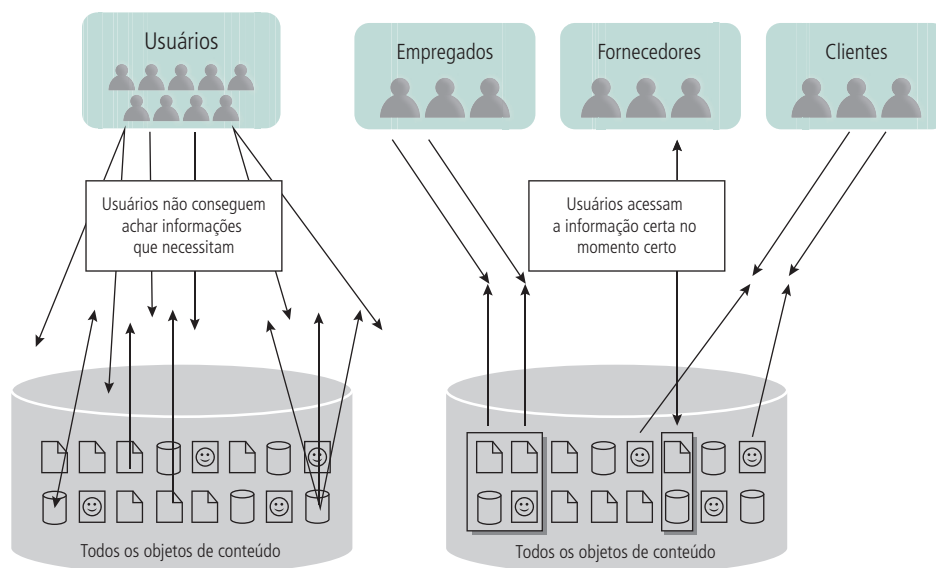 Usuários
Empregados
Fornecedores
Clientes
Usuários não conseguem
achar informações
que necessitam
Usuários acessam
a informação certa no
momento certo
Todos os objetos de conteúdo
Todos os objetos de conteúdo